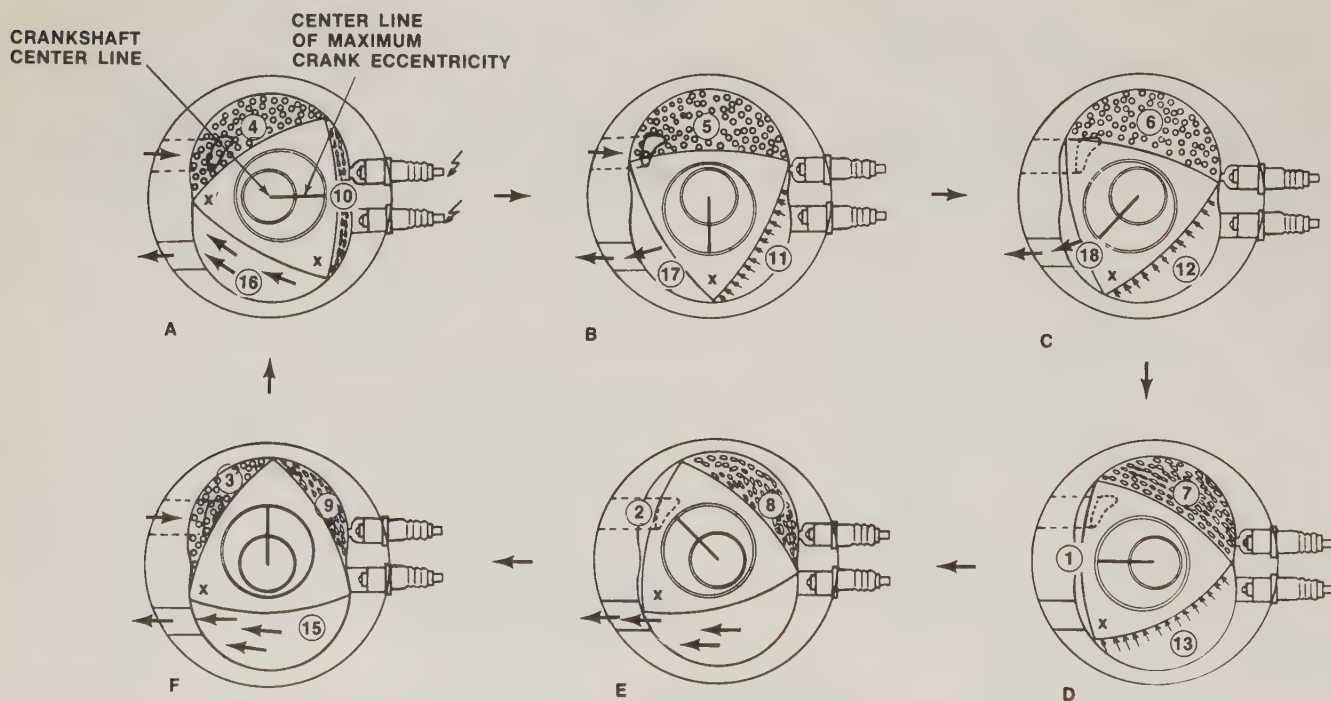 CRANKSHAFT
CENTER LINE
CENTER LINE
OF MAXIMUM
CRANK ECCENTRICITY
4
X'
10
X
16
A
5
17
X
11
B
6
18
X
12
C
3
9
X
15
F
2
8
X
E
7
1
X
13
D